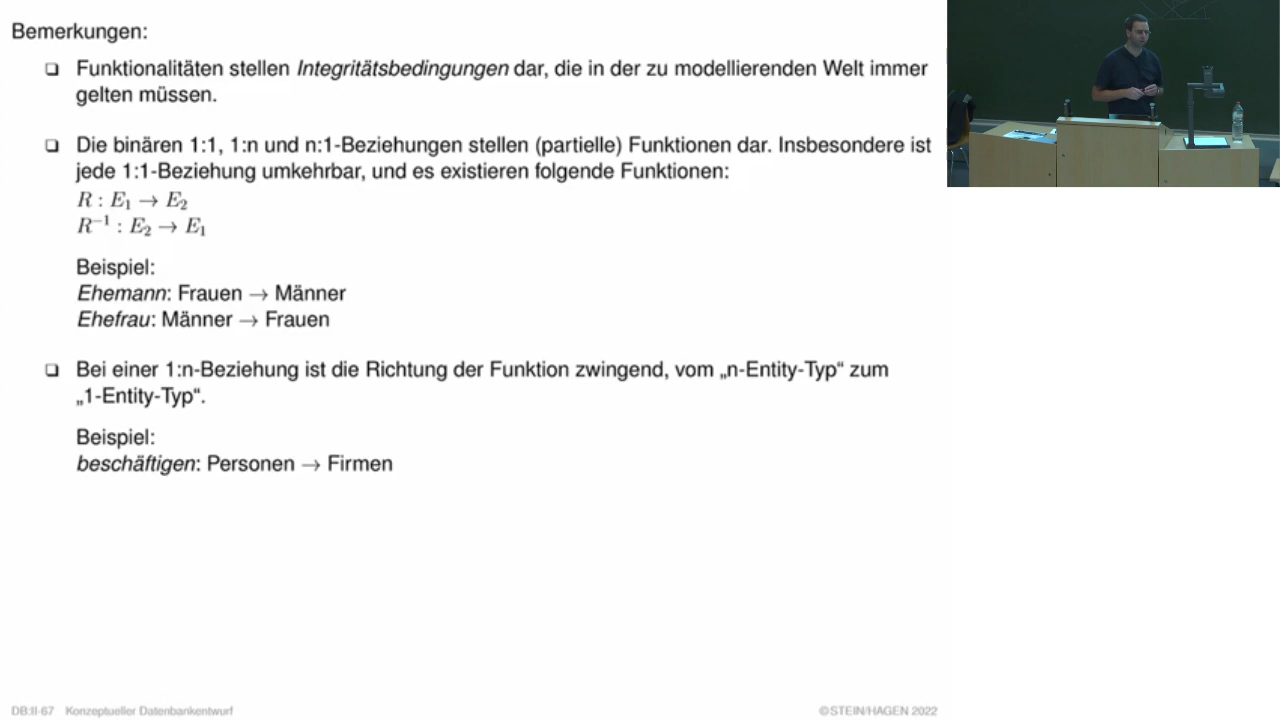 Bemerkungen:
❑ Funktionalitäten stellen Integritätsbedingungen dar, die in der zu modellierenden Welt immer
gelten müssen.
❑ Die binären 1:1, 1:n und n:1-Beziehungen stellen (partielle) Funktionen dar. Insbesondere ist
jede 1:1-Beziehung umkehrbar, und es existieren folgende Funktionen:
R : E₁ → E₂
R⁻¹ : E₂ → E₁
Beispiel:
Ehemann: Frauen → Männer
Ehefrau: Männer → Frauen
❑ Bei einer 1:n-Beziehung ist die Richtung der Funktion zwingend, vom „n-Entity-Typ“ zum
„1-Entity-Typ“.
Beispiel:
beschäftigen: Personen → Firmen
DB:II-67 Konzeptueller Datenbankentwurf
©STEIN/HAGEN 2022